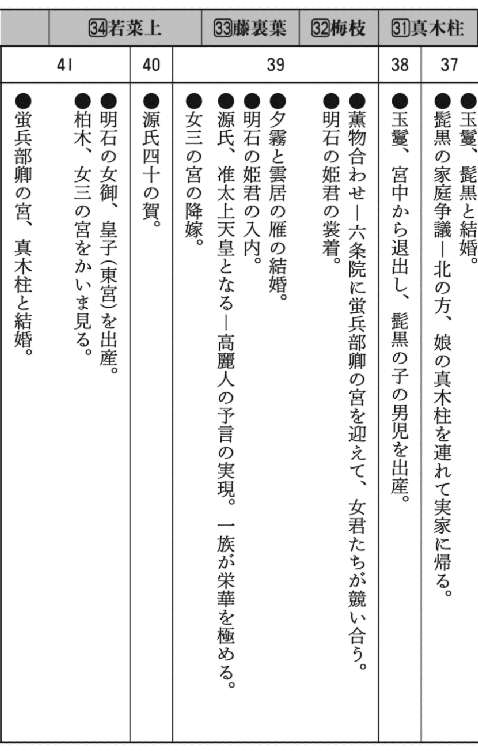 ㉛真木柱
㉜梅枝
㉝藤裏葉
㉞若菜上
37
38
39
40
41
●玉鬘、髭黒と結婚。
●髭黒の家庭争議―北の方、娘の真木柱を連れて実家に帰る。
●玉鬘、宮中から退出し、髭黒の子の男児を出産。
●薫物合わせ―六条院に蛍兵部卿の宮を迎えて、女君たちが競い合う。
●明石の姫君の裳着。
●夕霧と雲居の雁の結婚。
●明石の姫君の入内。
●源氏、准太上天皇となる―高麗人の予言の実現。一族が栄華を極める。
●女三の宮の降嫁。
●源氏四十の賀。
●明石の女御、皇子(東宮)を出産。
●柏木、女三の宮をかいま見る。
●蛍兵部卿の宮、真木柱と結婚。